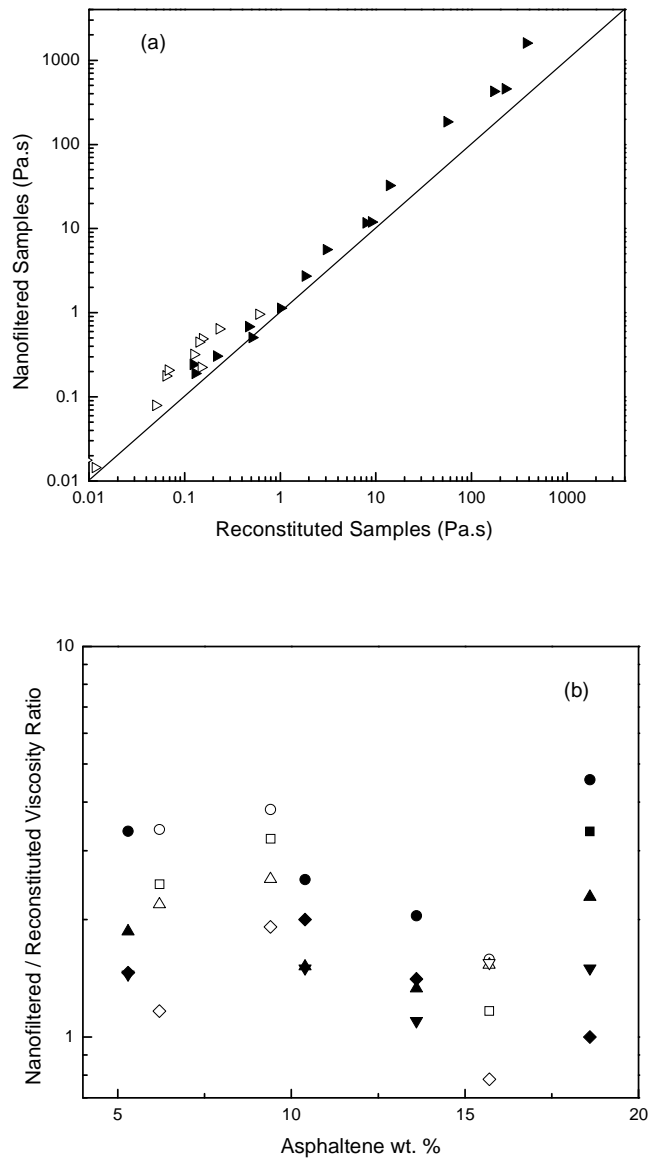 (a)
Nanofiltered Samples (Pa.s)
1000
100
10
1
0.1
0.01
0.01 0.1 1 10 100 1000
Reconstituted Samples (Pa.s)
(b)
Nanofiltered / Reconstituted Viscosity Ratio
10
1
5 10 15 20
Asphaltene wt. %